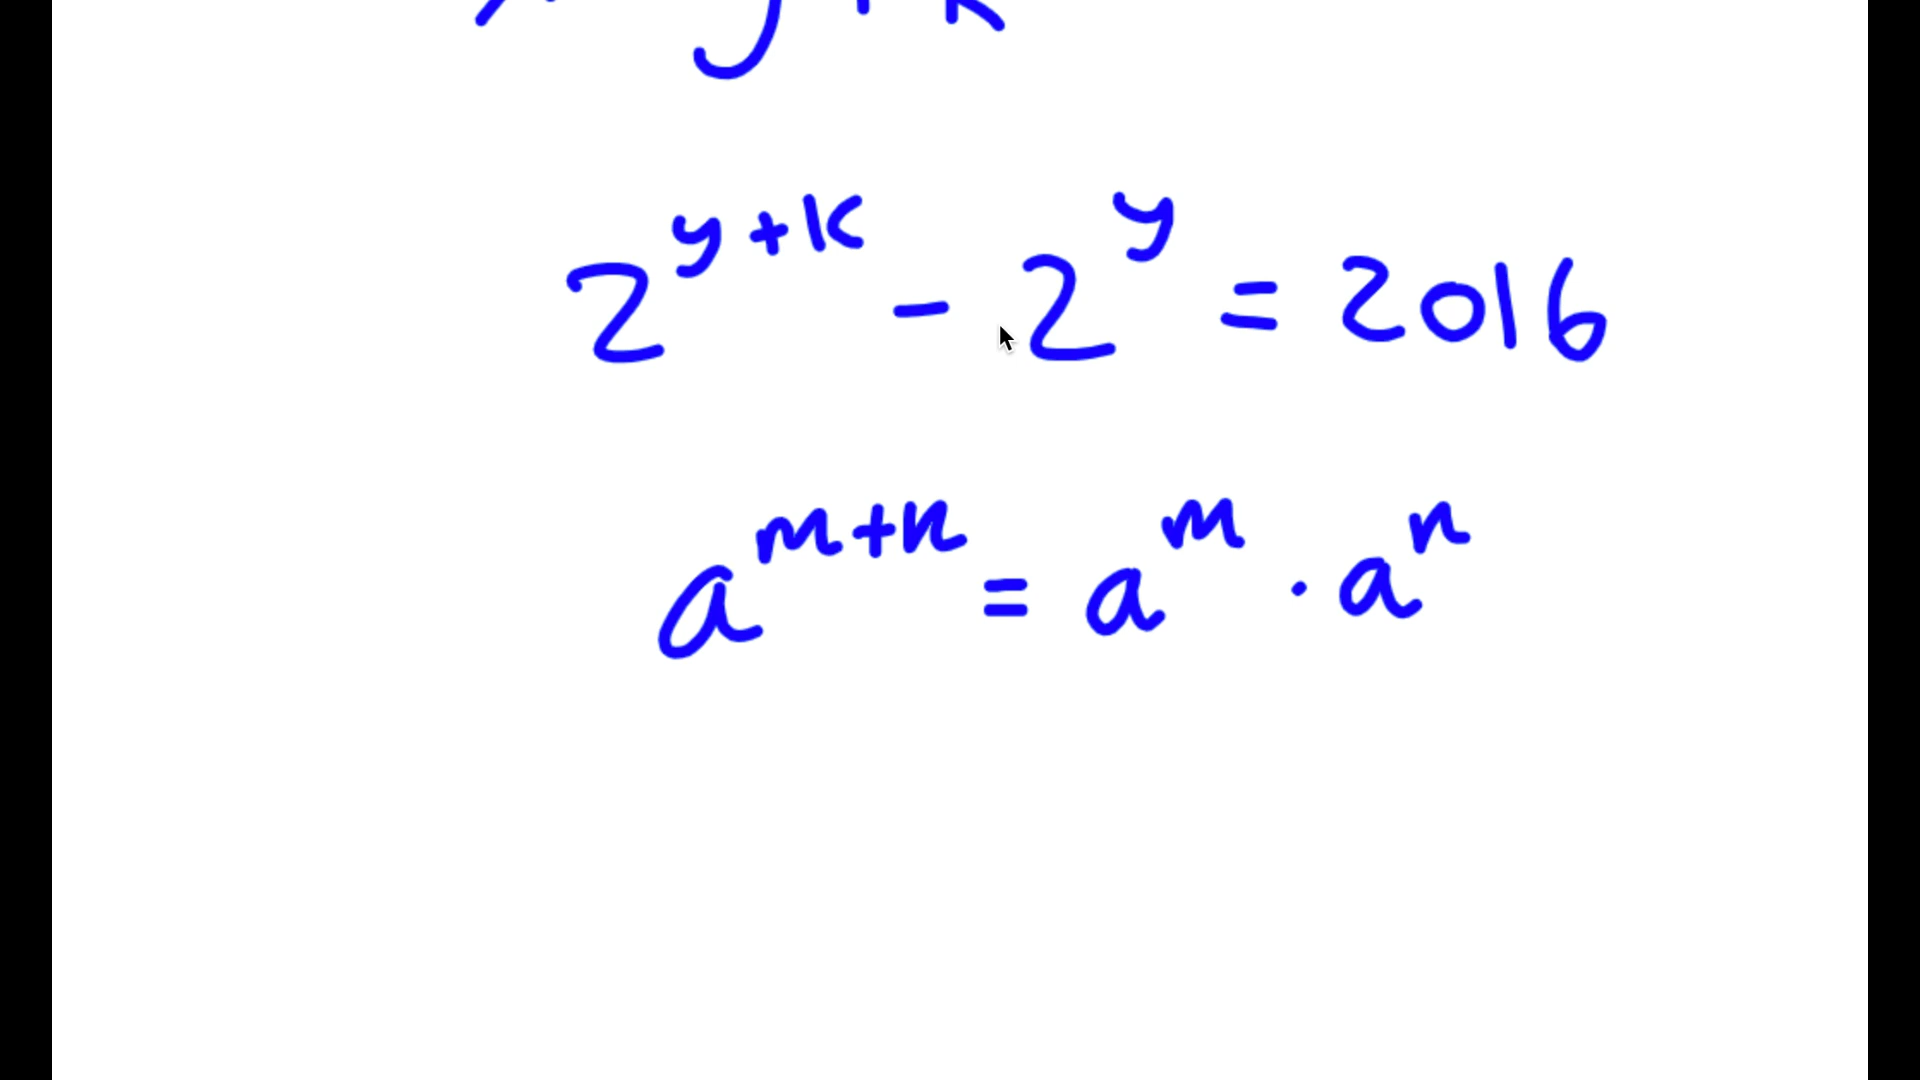 y+k
2^{y+k} - 2^y = 2016
a^{m+n} = a^m · a^n